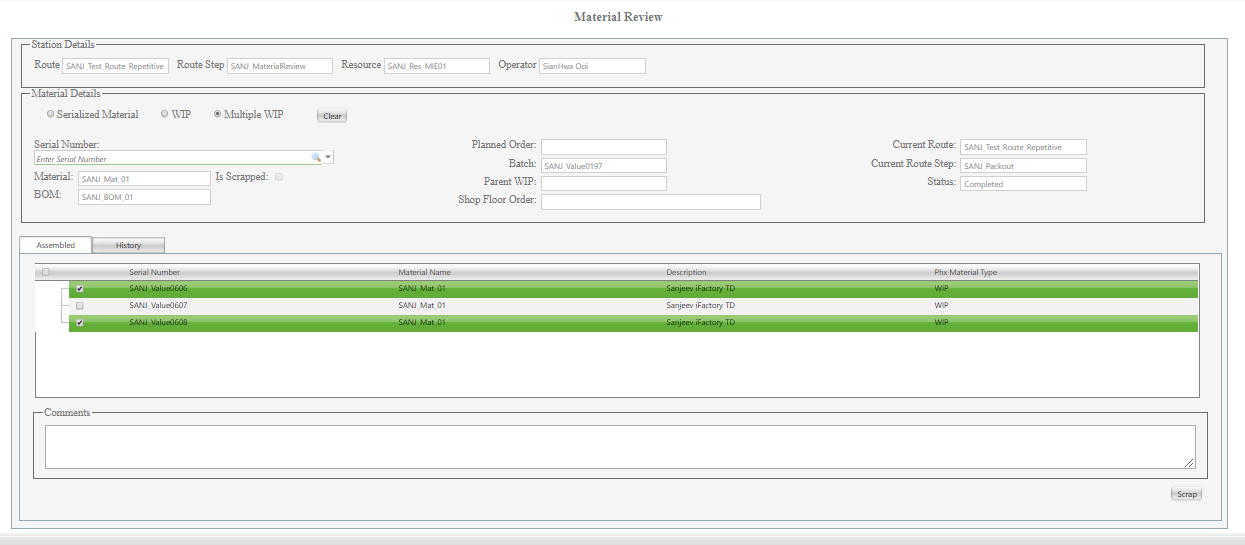 Material Review
Station Details
Route SANJ_Test_Route_Repetitive Route Step SANJ_MaterialReview Resource SANJ_Res_MIE01 Operator SianHwa Ooi
Material Details
Serialized Material WIP Multiple WIP Clear
Serial Number:
Enter Serial Number
Material: SANJ_Mat_01 Is Scrapped:
BOM: SANJ_BOM_01
Planned Order:
Batch: SANJ_Value0197
Parent WIP:
Shop Floor Order:
Current Route: SANJ_Test_Route_Repetitive
Current Route Step: SANJ_Packout
Status: Completed
Assembled History
Serial Number Material Name Description Phx Material Type
SANJ_Value0606 SANJ_Mat_01 Sanjeev iFactory TD WIP
SANJ_Value0607 SANJ_Mat_01 Sanjeev iFactory TD WIP
SANJ_Value0608 SANJ_Mat_01 Sanjeev iFactory TD WIP
Comments
Scrap